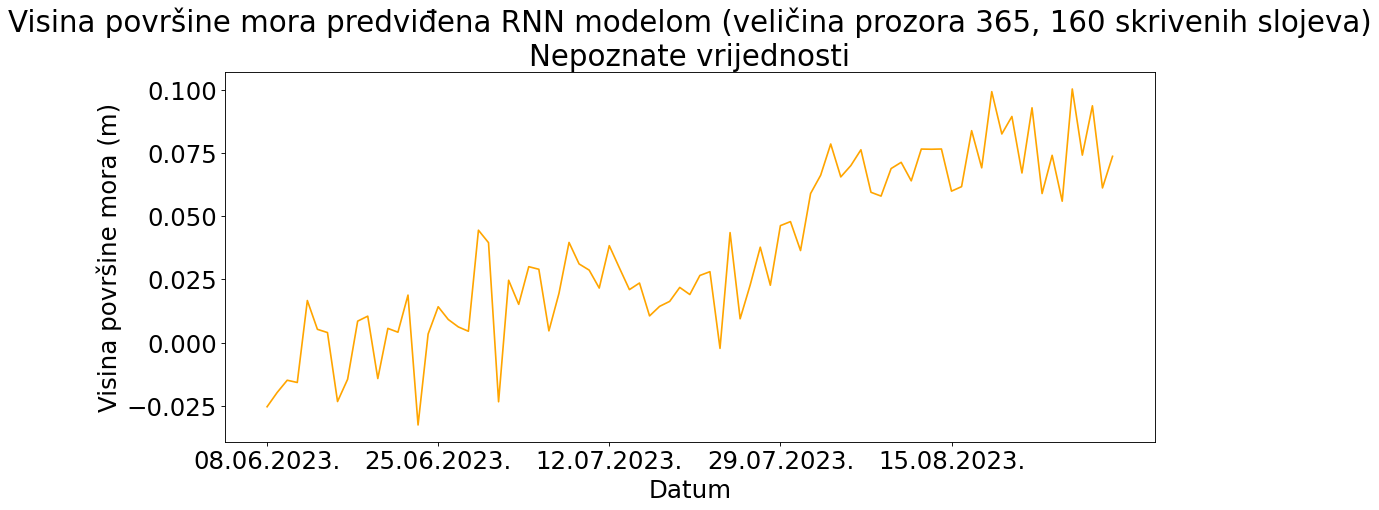 Visina površine mora predviđena RNN modelom (veličina prozora 365, 160 skrivenih slojeva)
Nepoznate vrijednosti
Visina površine mora (m)
0.100
0.075
0.050
0.025
0.000
−0.025
08.06.2023. 25.06.2023. 12.07.2023. 29.07.2023. 15.08.2023.
Datum